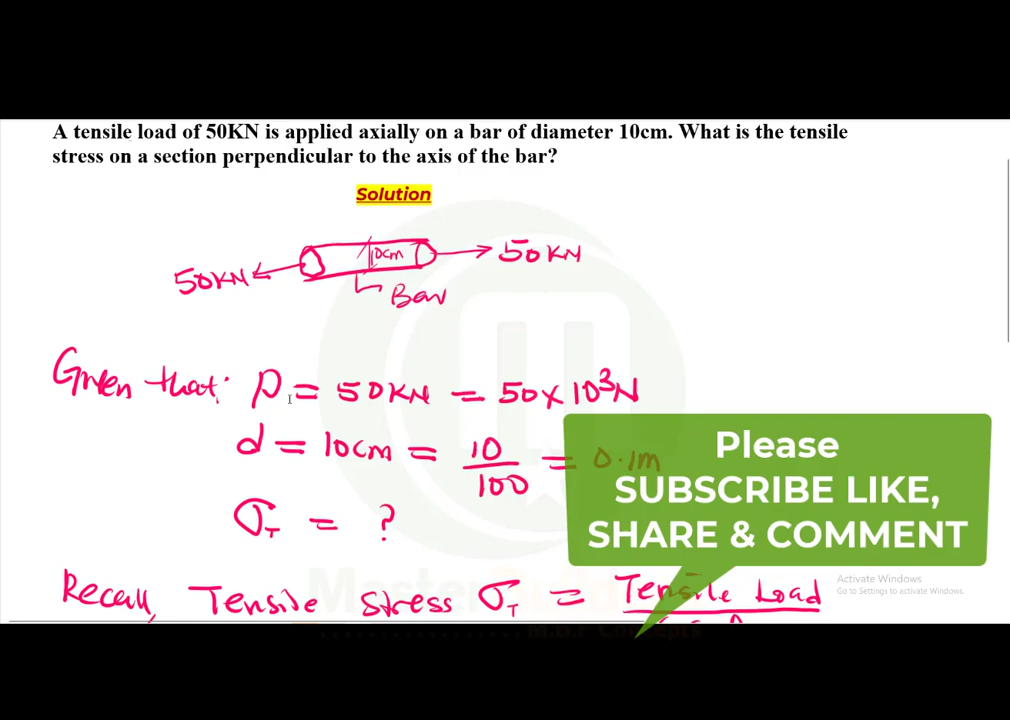 A tensile load of 50KN is applied axially on a bar of diameter 10cm. What is the tensile
stress on a section perpendicular to the axis of the bar?
Solution
50KN
10cm
50KN
Bar
Given that: P = 50KN = 50 x 10³N
d = 10cm = 10/100 = 0.1m
σT = ?
Please
SUBSCRIBE LIKE,
SHARE & COMMENT
Activate Windows
Go to Settings to activate Windows.
Recall, Tensile Stress σT = Tensile Load
M.B.I Concepts